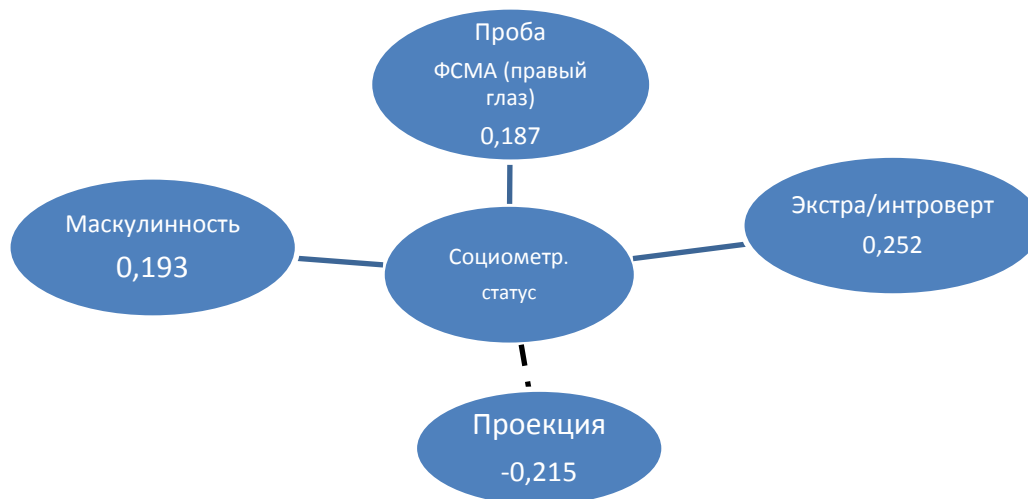 Проба
ФСМА (правый
глаз)
0,187
Маскулинность
0,193
Экстра/интроверт
0,252
Социометр.
статус
Проекция
-0,215